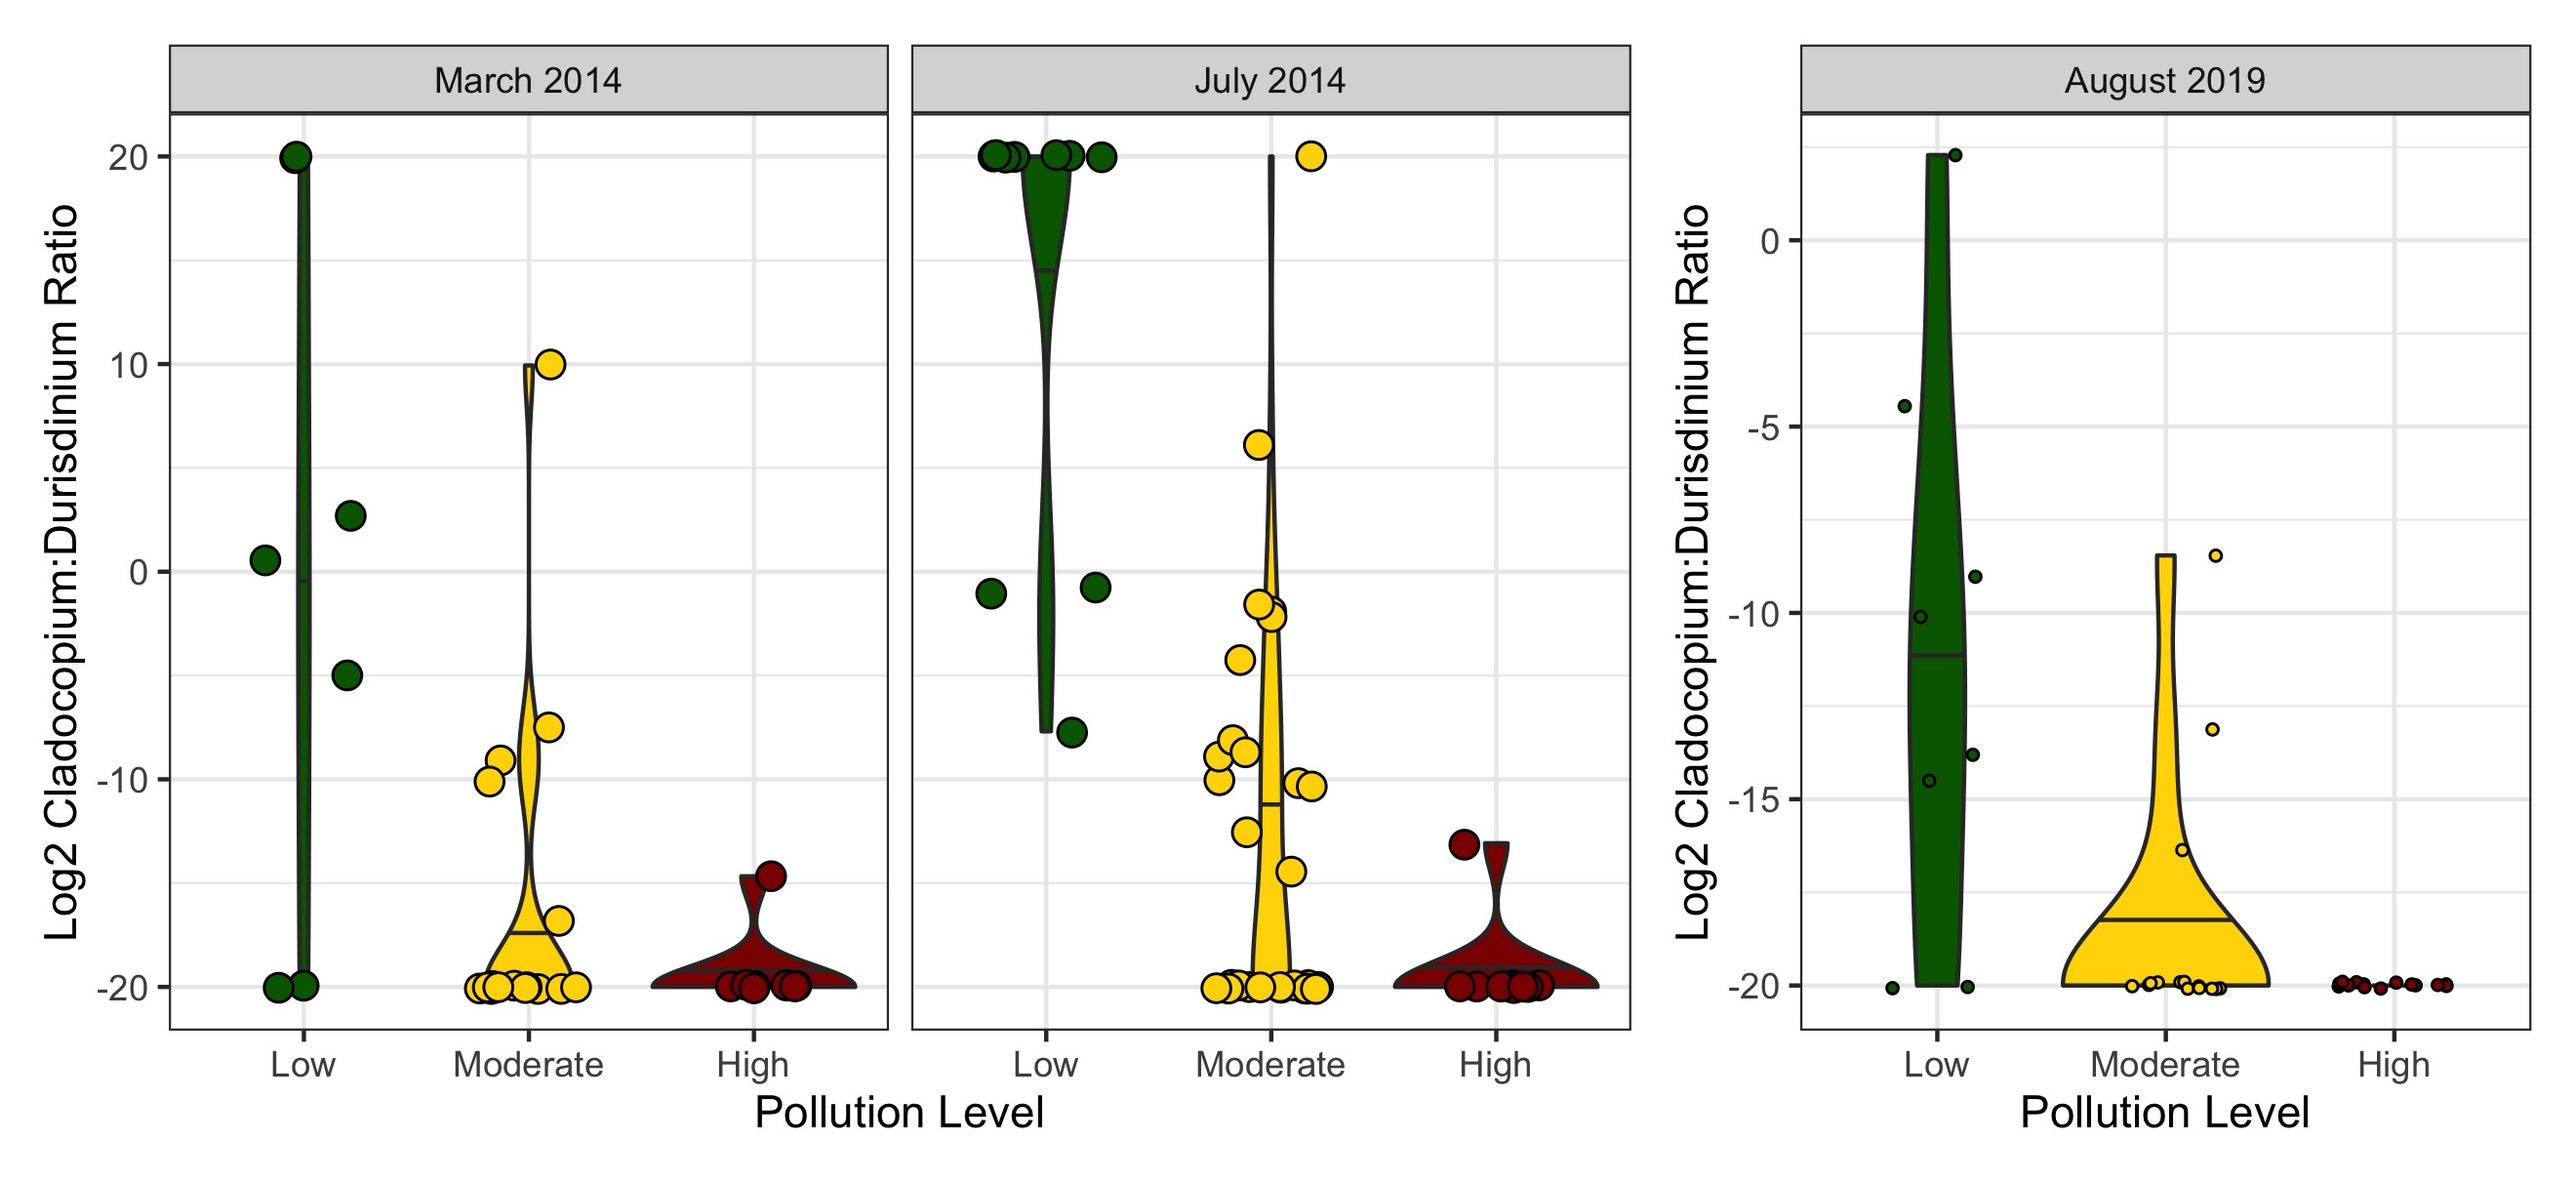 March 2014
July 2014
August 2019
Log2 Cladocopium:Durisdinium Ratio
20
10
0
-10
-20
Low
Moderate
High
Low
Moderate
High
Pollution Level
Log2 Cladocopium:Durisdinium Ratio
0
-5
-10
-15
-20
Low
Moderate
High
Pollution Level